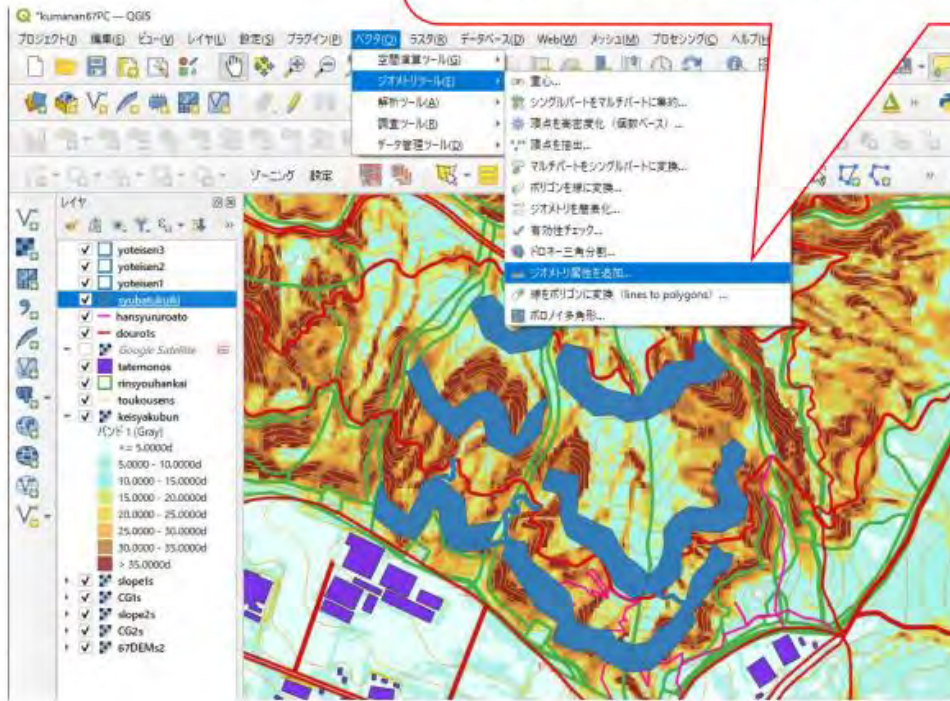 *kumanan67PC — QGIS
プロジェクト(J) 編集(E) ビュー(V) レイヤ(L) 設定(S) プラグイン(P) ベクタ(O) ラスタ(R) データベース(D) Web(W) メッシュ(M) プロセシング(C) ヘルプ(H
空間演算ツール(G)
ジオメトリツール(E)
解析ツール(A)
調査ツール(R)
データ管理ツール(D)
重心...
シングルパートをマルチパートに集約...
頂点を高密度化（個数ベース）...
頂点を抽出...
マルチパートをシングルパートに変換...
ポリゴンを線に変換...
ジオメトリを簡素化...
有効性チェック...
ドロネー三角分割...
ジオメトリ属性を追加...
線をポリゴンに変換（lines to polygons）...
ボロノイ多角形...
ゾーニング 設定
レイヤ
yoteisen3
yoteisen2
yoteisen1
hansyururoato
douro1s
Google Satellite
tatemonos
rinsyouhankai
toukousens
keisyakubun
バンド 1 (Gray)
<= 5.0000d
5.0000 - 10.0000d
10.0000 - 15.0000d
15.0000 - 20.0000d
20.0000 - 25.0000d
25.0000 - 30.0000d
30.0000 - 35.0000d
> 35.0000d
slope1s
CG1s
slope2s
CG2s
67DEMs2